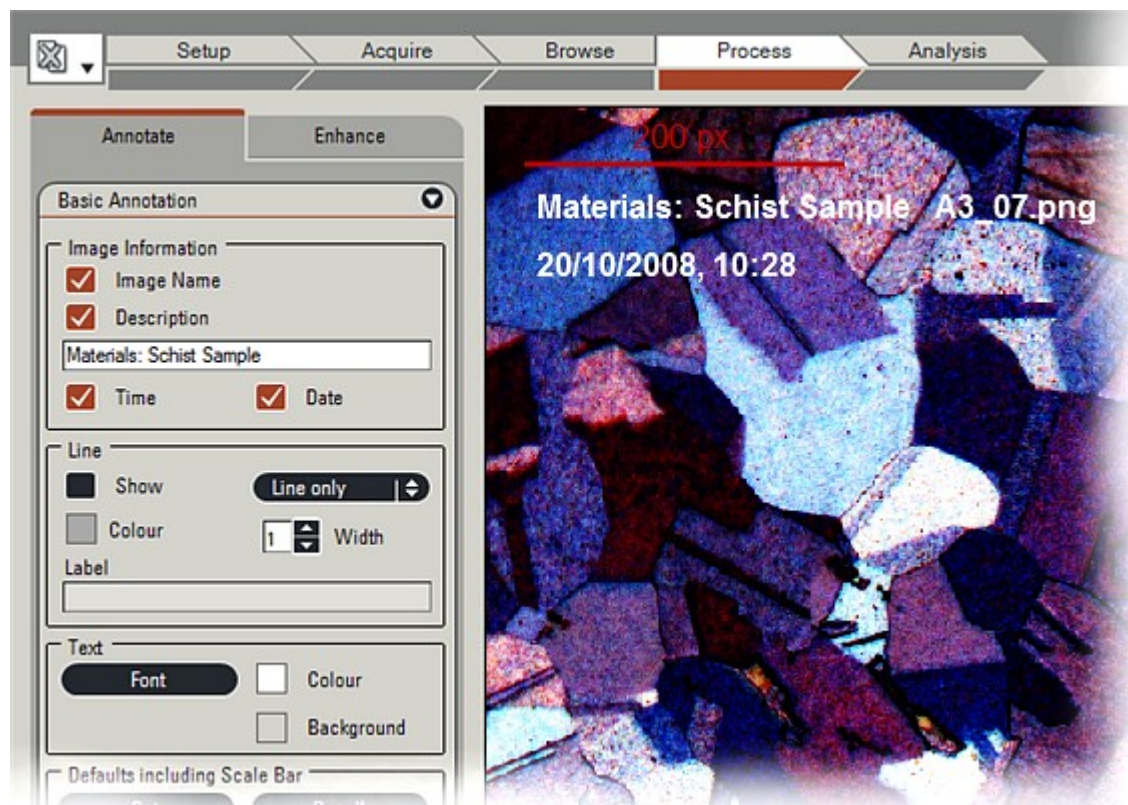 Setup Acquire Browse Process Analysis
Annotate Enhance
Basic Annotation
Image Information
Image Name
Description
Materials: Schist Sample
Time Date
Line
Show Line only
Colour 1 Width
Label
Text
Font Colour
Background
Defaults including Scale Bar
200 px
Materials: Schist Sample A3_07.png
20/10/2008, 10:28